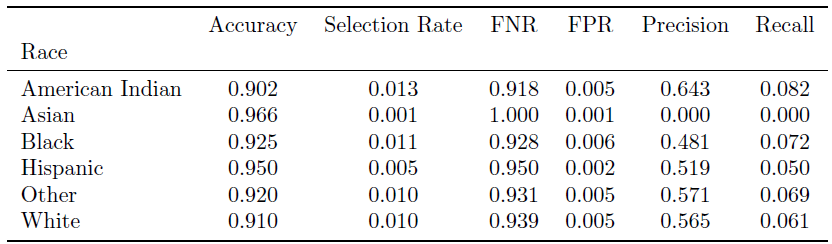 Accuracy Selection Rate FNR FPR Precision Recall
Race
American Indian 0.902 0.013 0.918 0.005 0.643 0.082
Asian 0.966 0.001 1.000 0.001 0.000 0.000
Black 0.925 0.011 0.928 0.006 0.481 0.072
Hispanic 0.950 0.005 0.950 0.002 0.519 0.050
Other 0.920 0.010 0.931 0.005 0.571 0.069
White 0.910 0.010 0.939 0.005 0.565 0.061